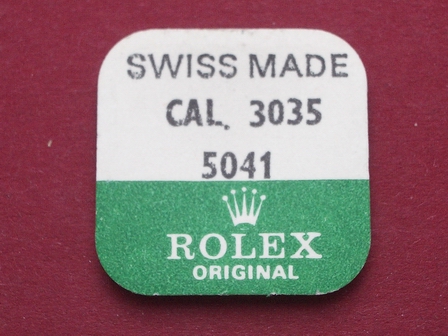 SWISS MADE
CAL. 3035
5041
ROLEX
ORIGINAL